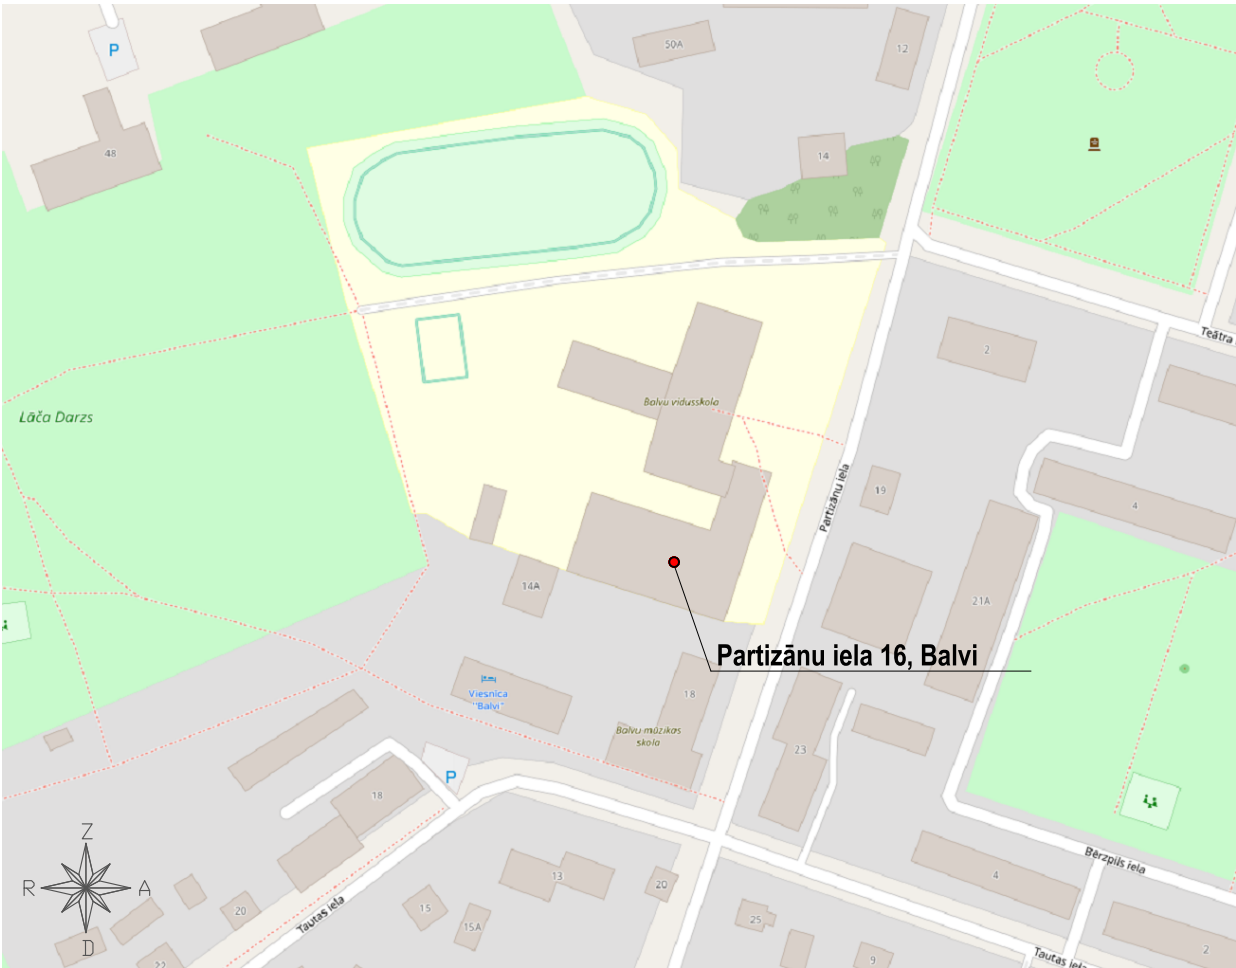 P
50A
12
48
14
Teātra
2
Balvu vidusskola
Lāča Darzs
Partizānu iela
19
4
14A
21A
Partizānu iela 16, Balvi
Viesnīca
"Balvi"
18
Balvu mūzikas
skola
23
P
18
Z
R
A
D
Bērzpils iela
13
20
4
20
Tautas iela
15
15A
25
22
9
Tautas iela
2